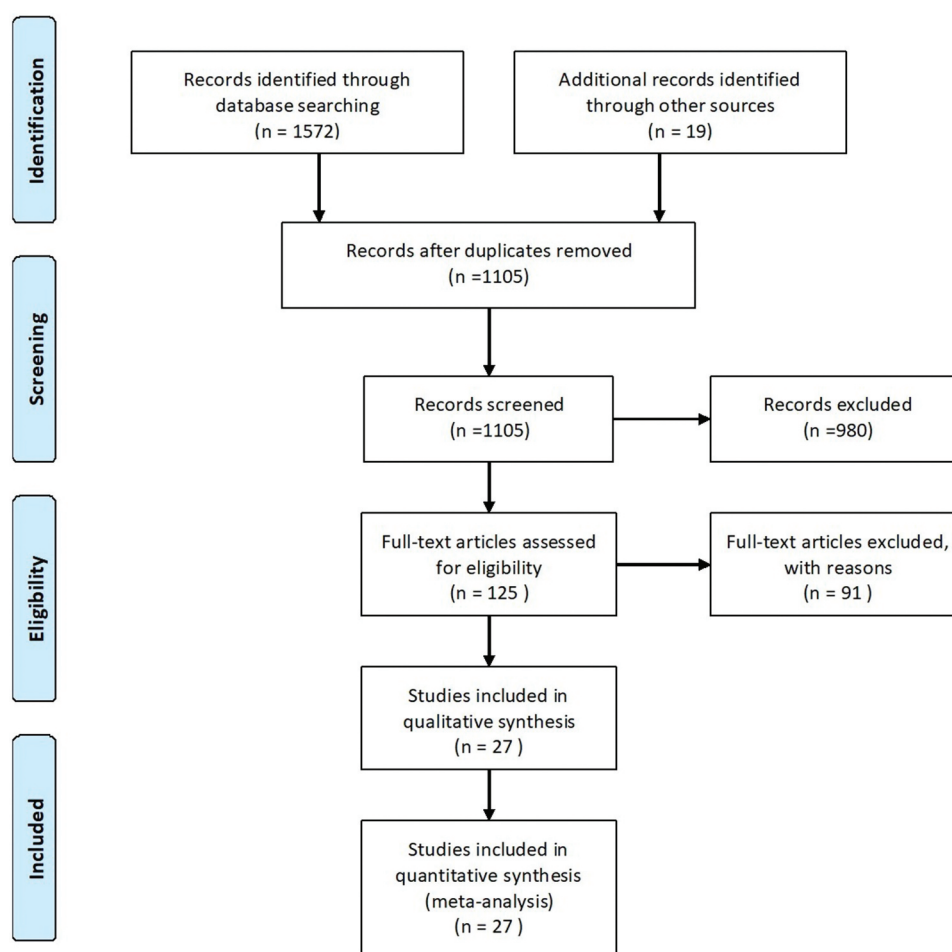 Identification
Records identified through
database searching
(n = 1572)
Additional records identified
through other sources
(n = 19)
Screening
Records after duplicates removed
(n =1105)
Records screened
(n =1105)
Records excluded
(n =980)
Eligibility
Full-text articles assessed
for eligibility
(n = 125 )
Full-text articles excluded,
with reasons
(n = 91 )
Studies included in
qualitative synthesis
(n = 27 )
Included
Studies included in
quantitative synthesis
(meta-analysis)
(n = 27 )